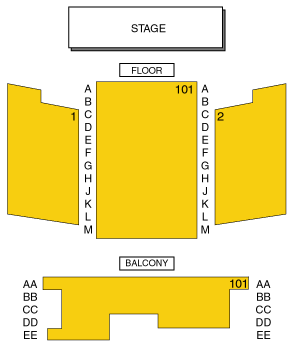 STAGE
FLOOR
A 101 A
B B
C 1 C 2
D D
E E
F F
G G
H H
J J
K K
L L
M M
BALCONY
AA 101 AA
BB BB
CC CC
DD DD
EE EE